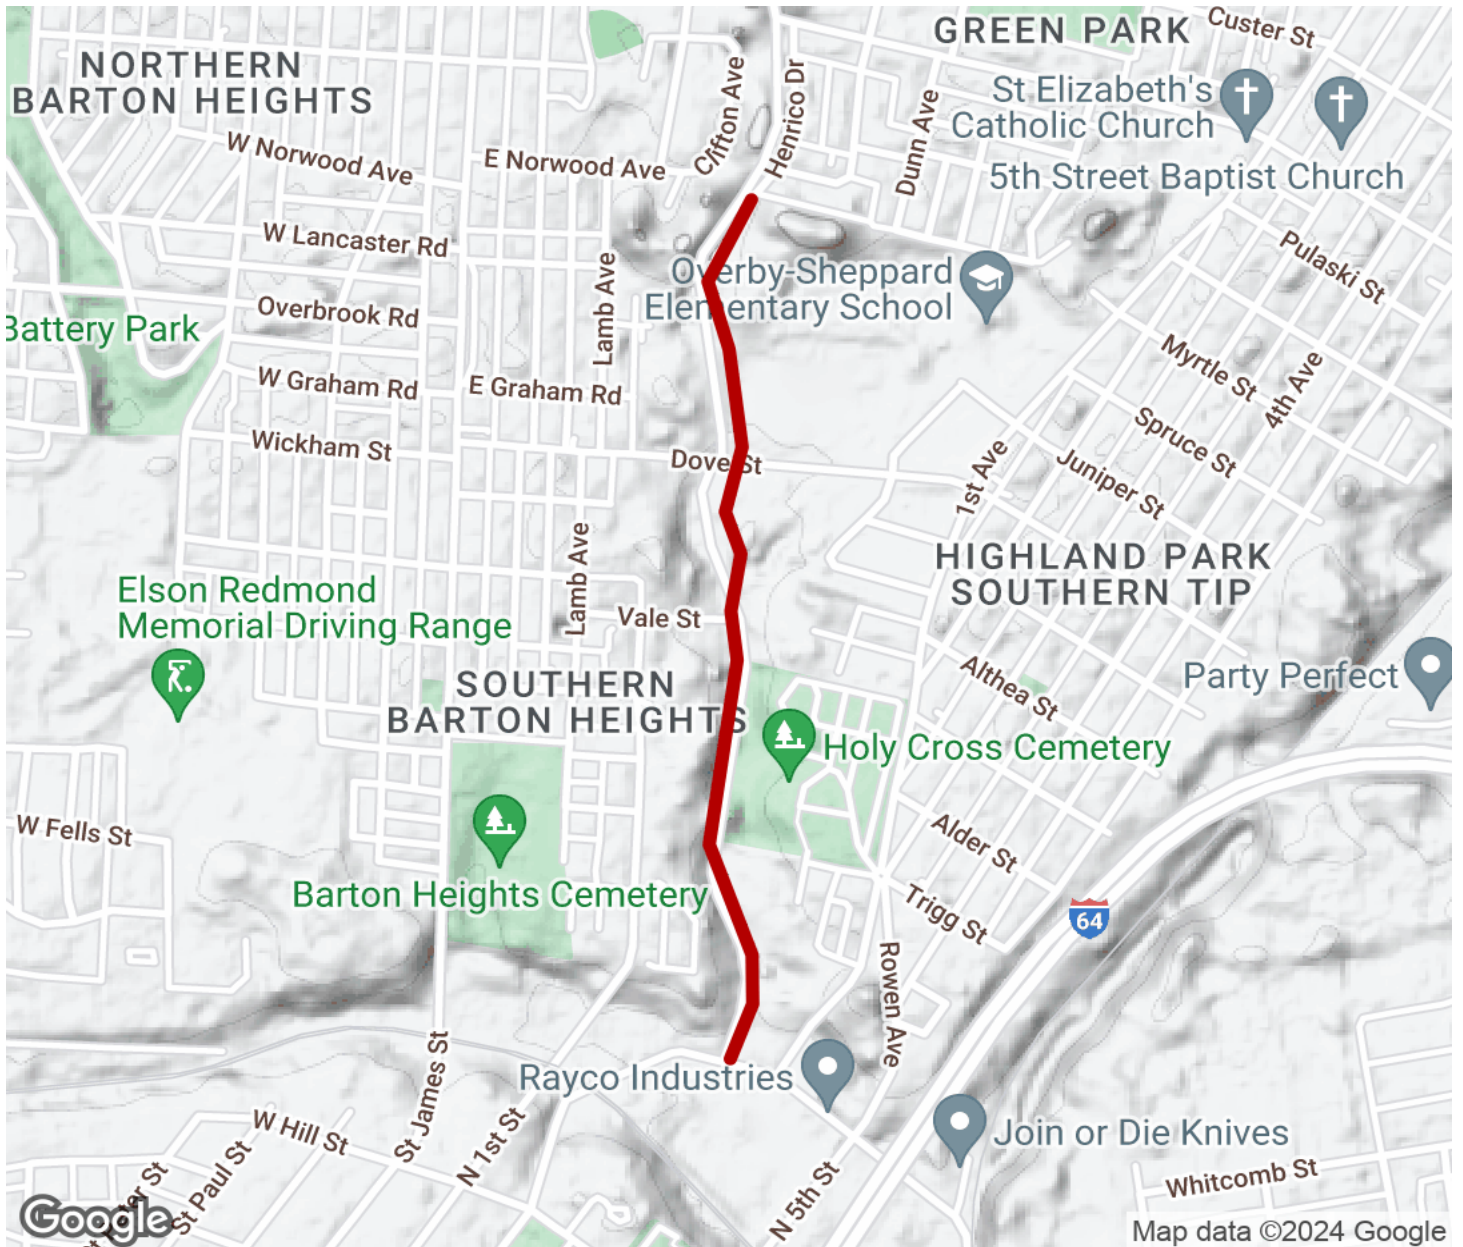 GREEN PARK
Custer St
NORTHERN
BARTON HEIGHTS
St Elizabeth's
Catholic Church
Clifton Ave
Henrico Dr
Dunn Ave
W Norwood Ave
E Norwood Ave
5th Street Baptist Church
W Lancaster Rd
Pulaski St
Overby-Sheppard
Elementary School
Lamb Ave
Overbrook Rd
Battery Park
Myrtle St
4th Ave
W Graham Rd
E Graham Rd
Spruce St
Wickham St
Dove St
Juniper St
1st Ave
HIGHLAND PARK
SOUTHERN TIP
Lamb Ave
Elson Redmond
Memorial Driving Range
Vale St
Althea St
Party Perfect
SOUTHERN
BARTON HEIGHTS
Holy Cross Cemetery
W Fells St
Alder St
Barton Heights Cemetery
Trigg St
64
Rowen Ave
Rayco Industries
St James St
W Hill St
N 1st St
Join or Die Knives
Whitcomb St
St Paul St
N 5th St
Google
Map data ©2024 Google